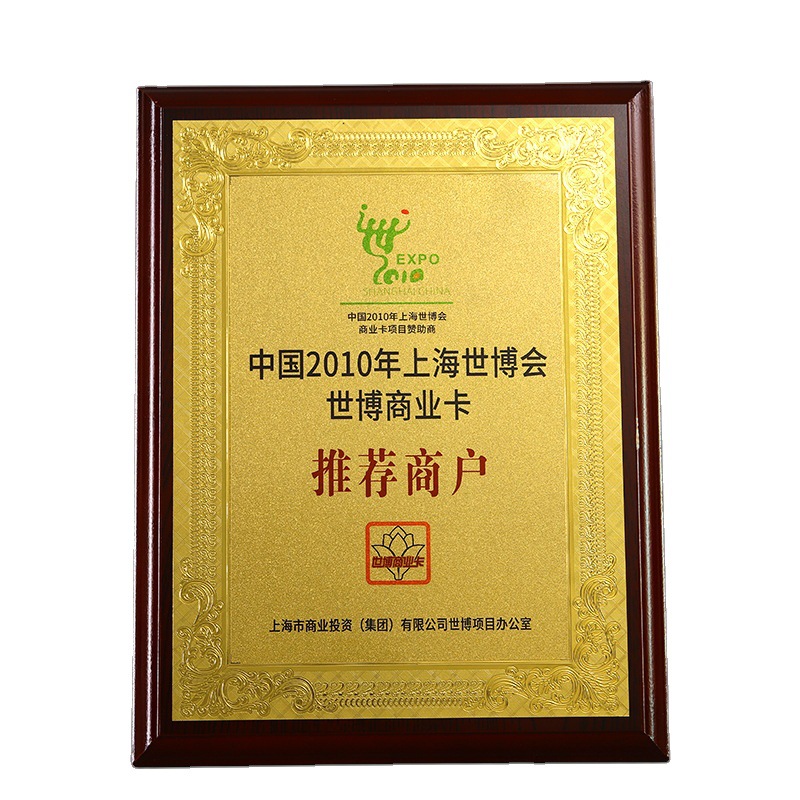 EXPO
2010
SHANGHAI CHINA
中国2010年上海世博会
商业卡项目赞助商
中国2010年上海世博会
世博商业卡
推荐商户
世博商业卡
上海市商业投资（集团）有限公司世博项目办公室